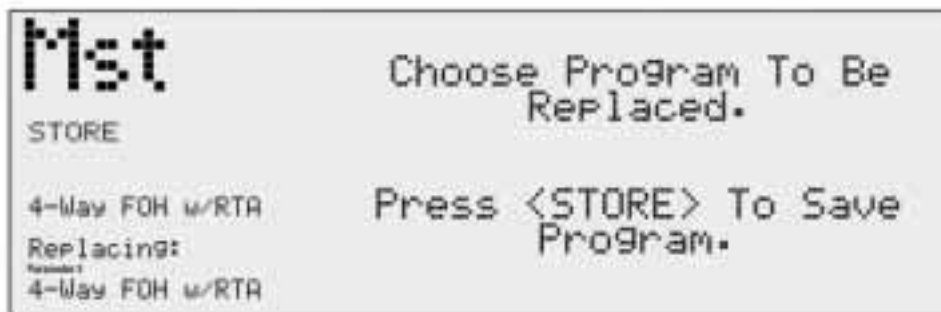 Mst
STORE
4-Way FOH w/RTA
Replacing:
4-Way FOH w/RTA
Choose Program To Be
Replaced.
Press <STORE> To Save
Program.